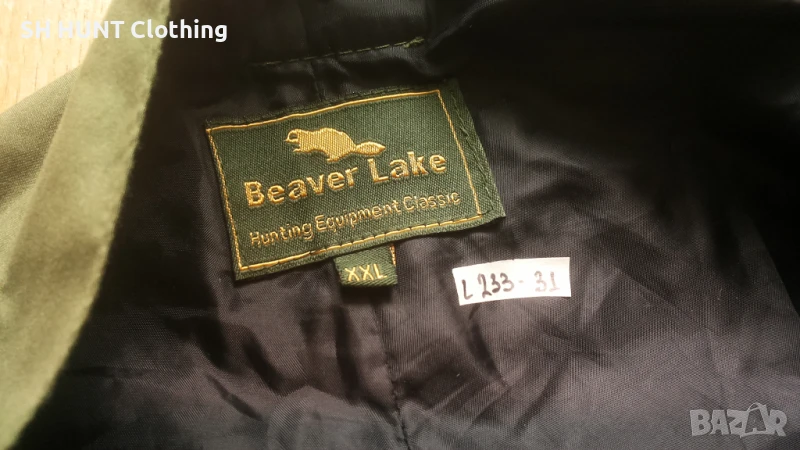 SH HUNT Clothing
Beaver Lake
Hunting Equipment Classic
XXL
L 233-31
BAZAR